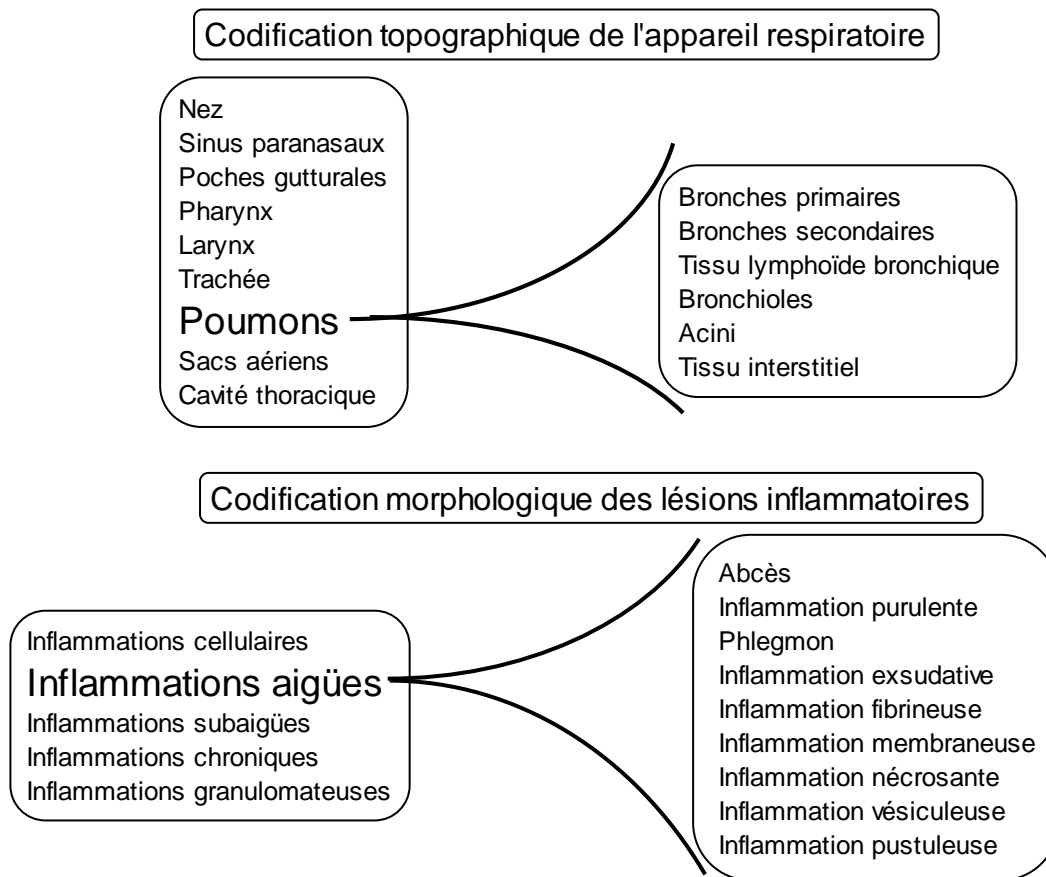 Codification topographique de l'appareil respiratoire
Nez
Sinus paranasaux
Poches gutturales
Pharynx
Larynx
Trachée
Poumons
Sacs aériens
Cavité thoracique
Bronches primaires
Bronches secondaires
Tissu lymphoïde bronchique
Bronchioles
Acini
Tissu interstitiel
Codification morphologique des lésions inflammatoires
Inflammations cellulaires
Inflammations aigües
Inflammations subaigües
Inflammations chroniques
Inflammations granulomateuses
Abcès
Inflammation purulente
Phlegmon
Inflammation exsudative
Inflammation fibrineuse
Inflammation membraneuse
Inflammation nécrosante
Inflammation vésiculeuse
Inflammation pustuleuse